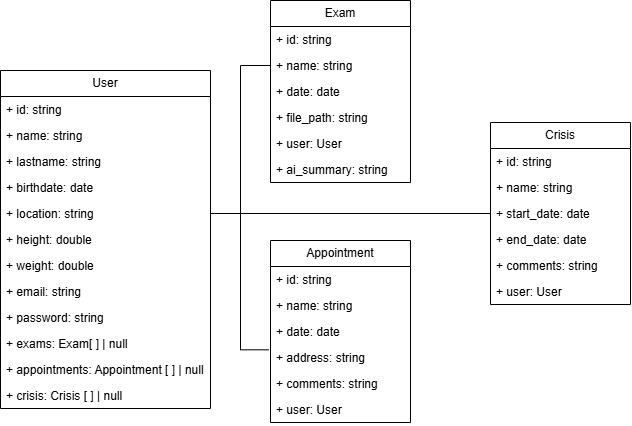 User
+ id: string
+ name: string
+ lastname: string
+ birthdate: date
+ location: string
+ height: double
+ weight: double
+ email: string
+ password: string
+ exams: Exam[ ] | null
+ appointments: Appointment [ ] | null
+ crisis: Crisis [ ] | null
Exam
+ id: string
+ name: string
+ date: date
+ file_path: string
+ user: User
+ ai_summary: string
Appointment
+ id: string
+ name: string
+ date: date
+ address: string
+ comments: string
+ user: User
Crisis
+ id: string
+ name: string
+ start_date: date
+ end_date: date
+ comments: string
+ user: User